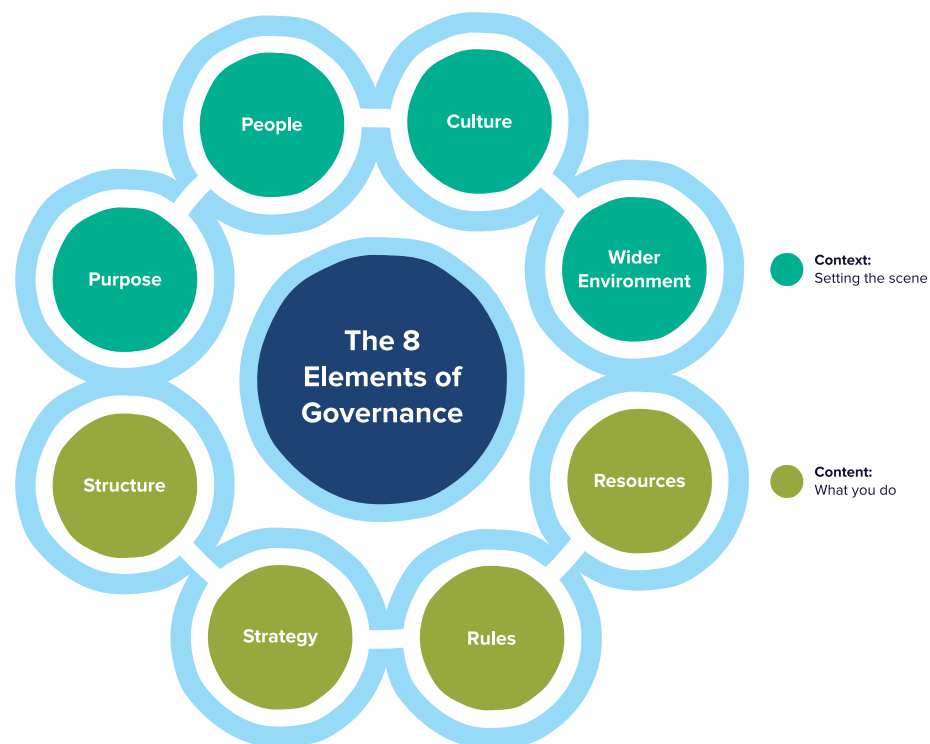 People
Culture
Purpose
Wider
Environment
The 8
Elements of
Governance
Structure
Resources
Strategy
Rules
Context:
Setting the scene
Content:
What you do